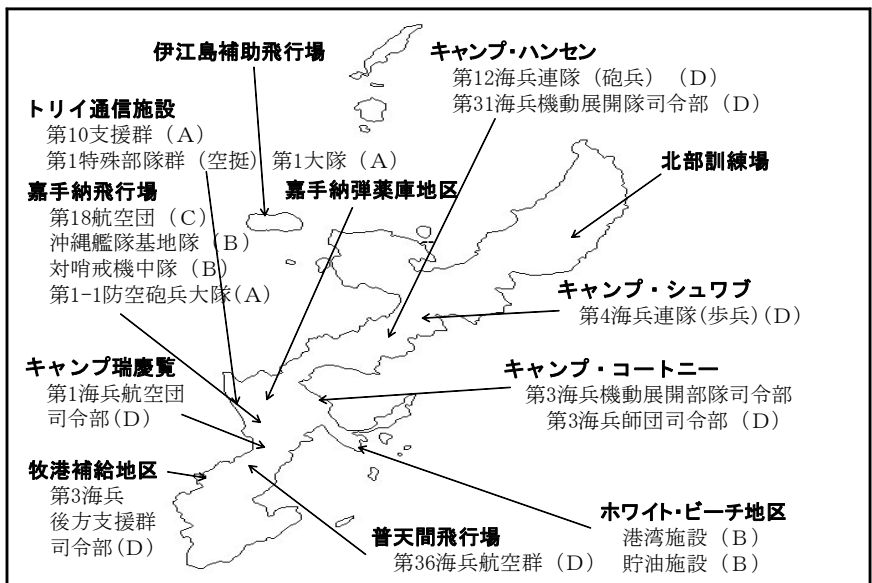 伊江島補助飛行場
キャンプ・ハンセン
第12海兵連隊（砲兵）（D）
第31海兵機動展開隊司令部（D）
トリイ通信施設
第10支援群（A）
第1特殊部隊群（空挺）第1大隊（A）
北部訓練場
嘉手納飛行場
第18航空団（C）
沖縄艦隊基地隊（B）
対哨戒機中隊（B）
第1-1防空砲兵大隊(A)
嘉手納弾薬庫地区
キャンプ・シュワブ
第4海兵連隊(歩兵)(D)
キャンプ瑞慶覧
第1海兵航空団
司令部(D)
キャンプ・コートニー
第3海兵機動展開部隊司令部
第3海兵師団司令部（D）
牧港補給地区
第3海兵
後方支援群
司令部(D)
普天間飛行場
第36海兵航空群（D）
ホワイト・ビーチ地区
港湾施設（B）
貯油施設（B）